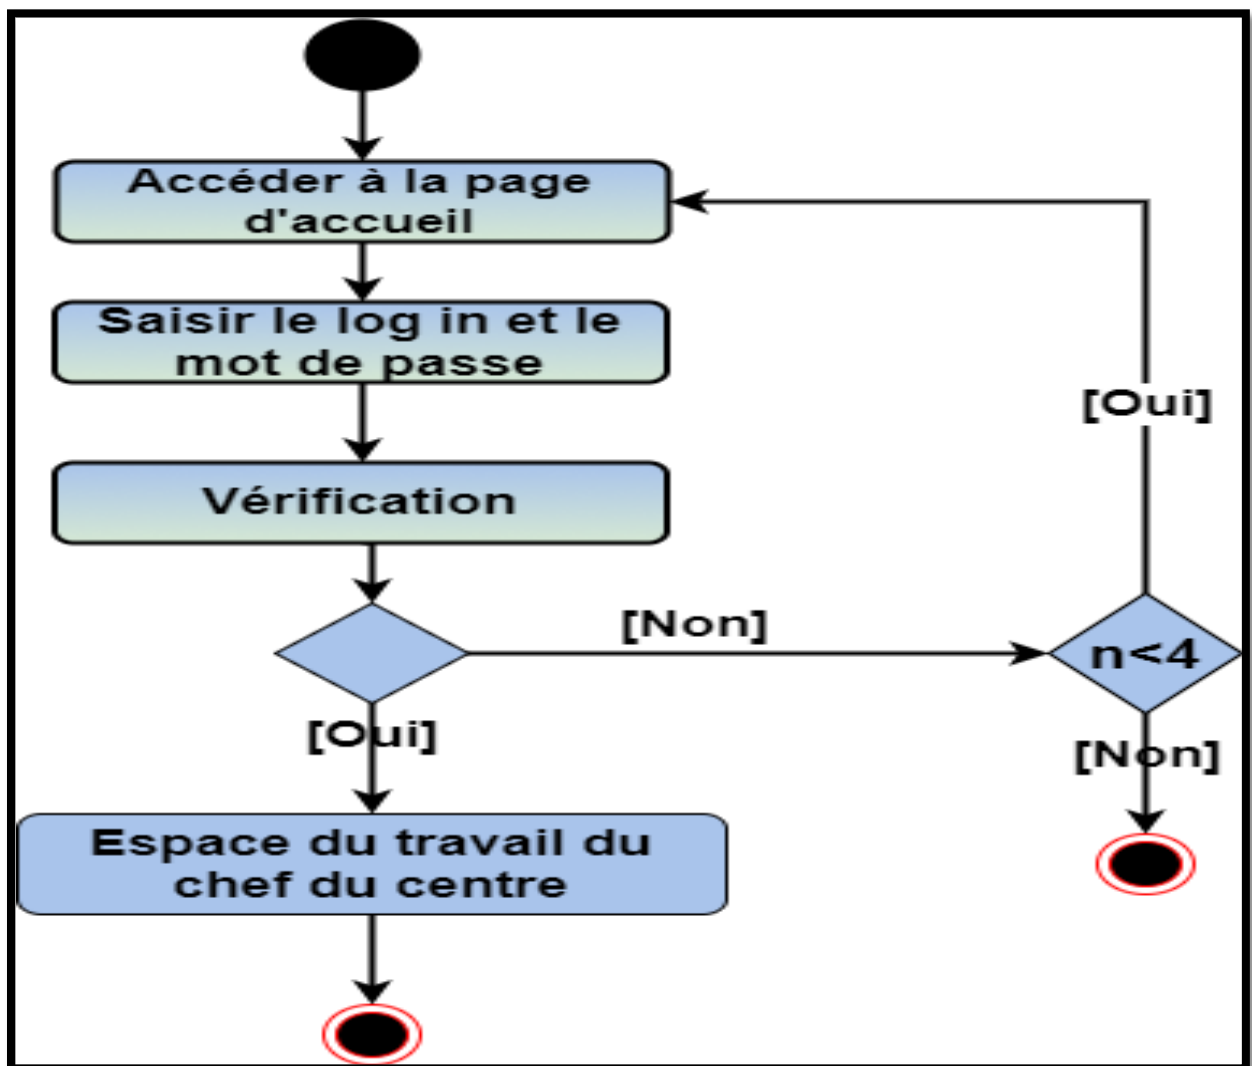 Accéder à la page
d'accueil
Saisir le log in et le
mot de passe
[Oui]
Vérification
[Non]
n<4
[Oui]
[Non]
Espace du travail du
chef du centre